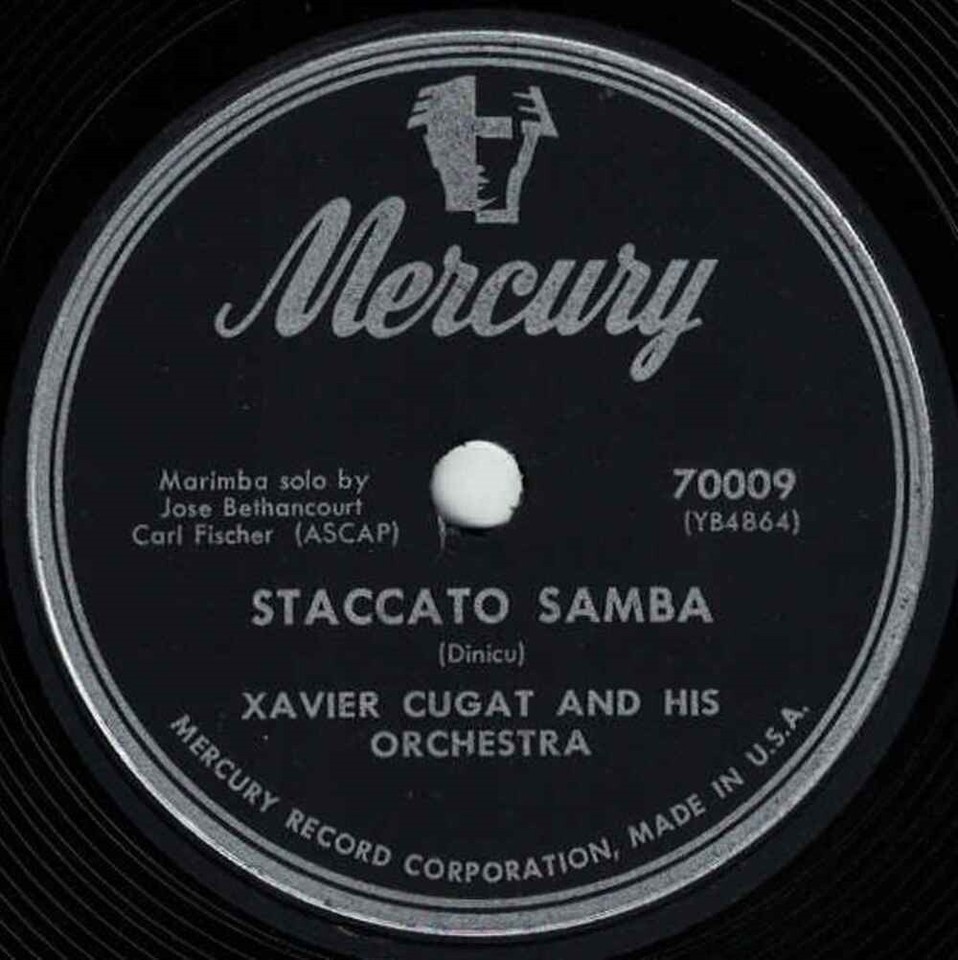 Mercury
Marimba solo by
Jose Bethancourt
Carl Fischer (ASCAP)
70009
(YB4864)
STACCATO SAMBA
(Dinicu)
XAVIER CUGAT AND HIS
ORCHESTRA
MERCURY RECORD CORPORATION, MADE IN U.S.A.